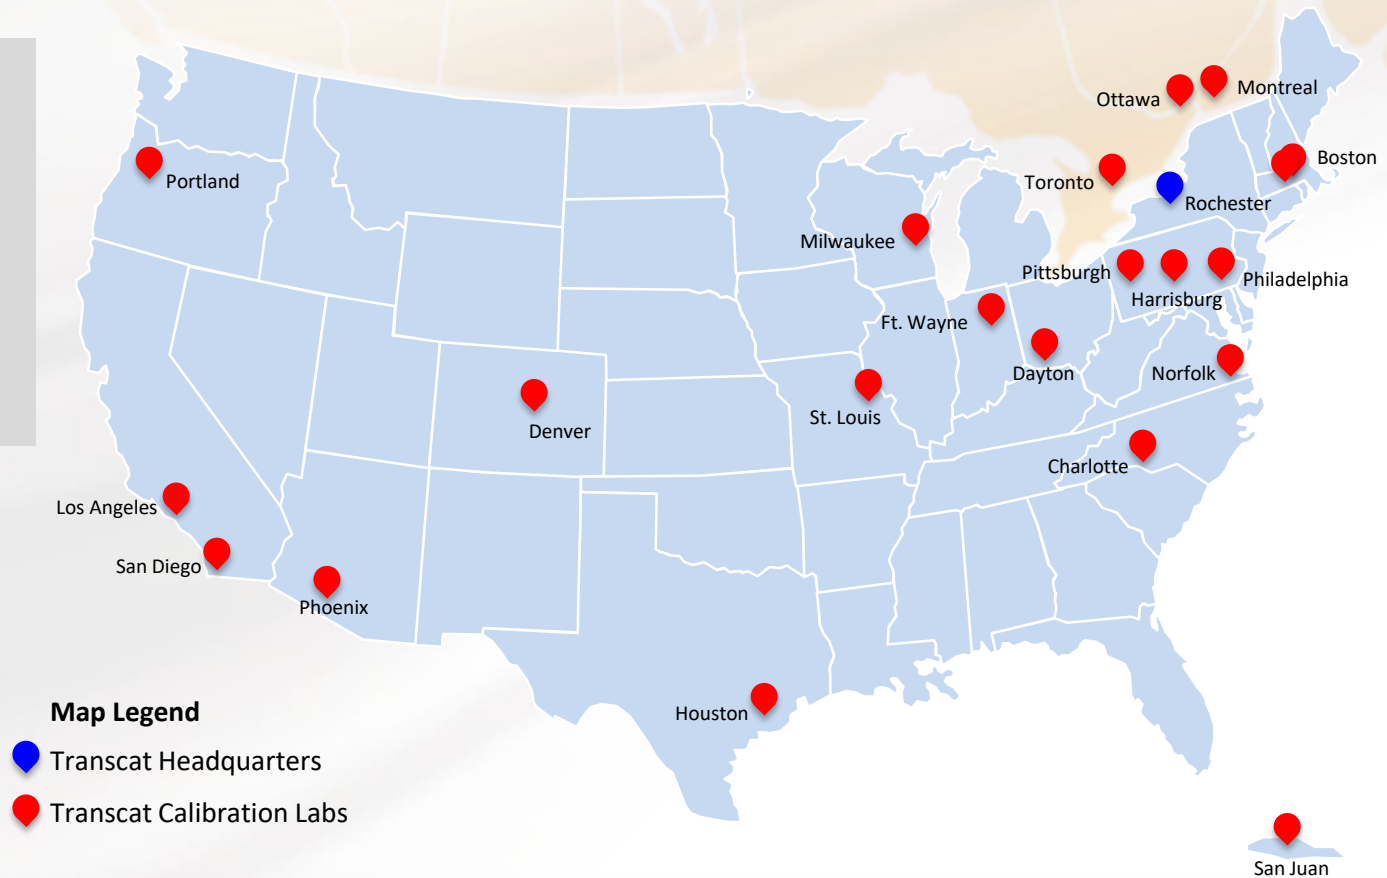 Ottawa
Montreal
Boston
Toronto
Portland
Rochester
Milwaukee
Pittsburgh
Philadelphia
Harrisburg
Ft. Wayne
Dayton
Norfolk
St. Louis
Denver
Charlotte
Los Angeles
San Diego
Phoenix
Houston
Map Legend
Transcat Headquarters
Transcat Calibration Labs
San Juan